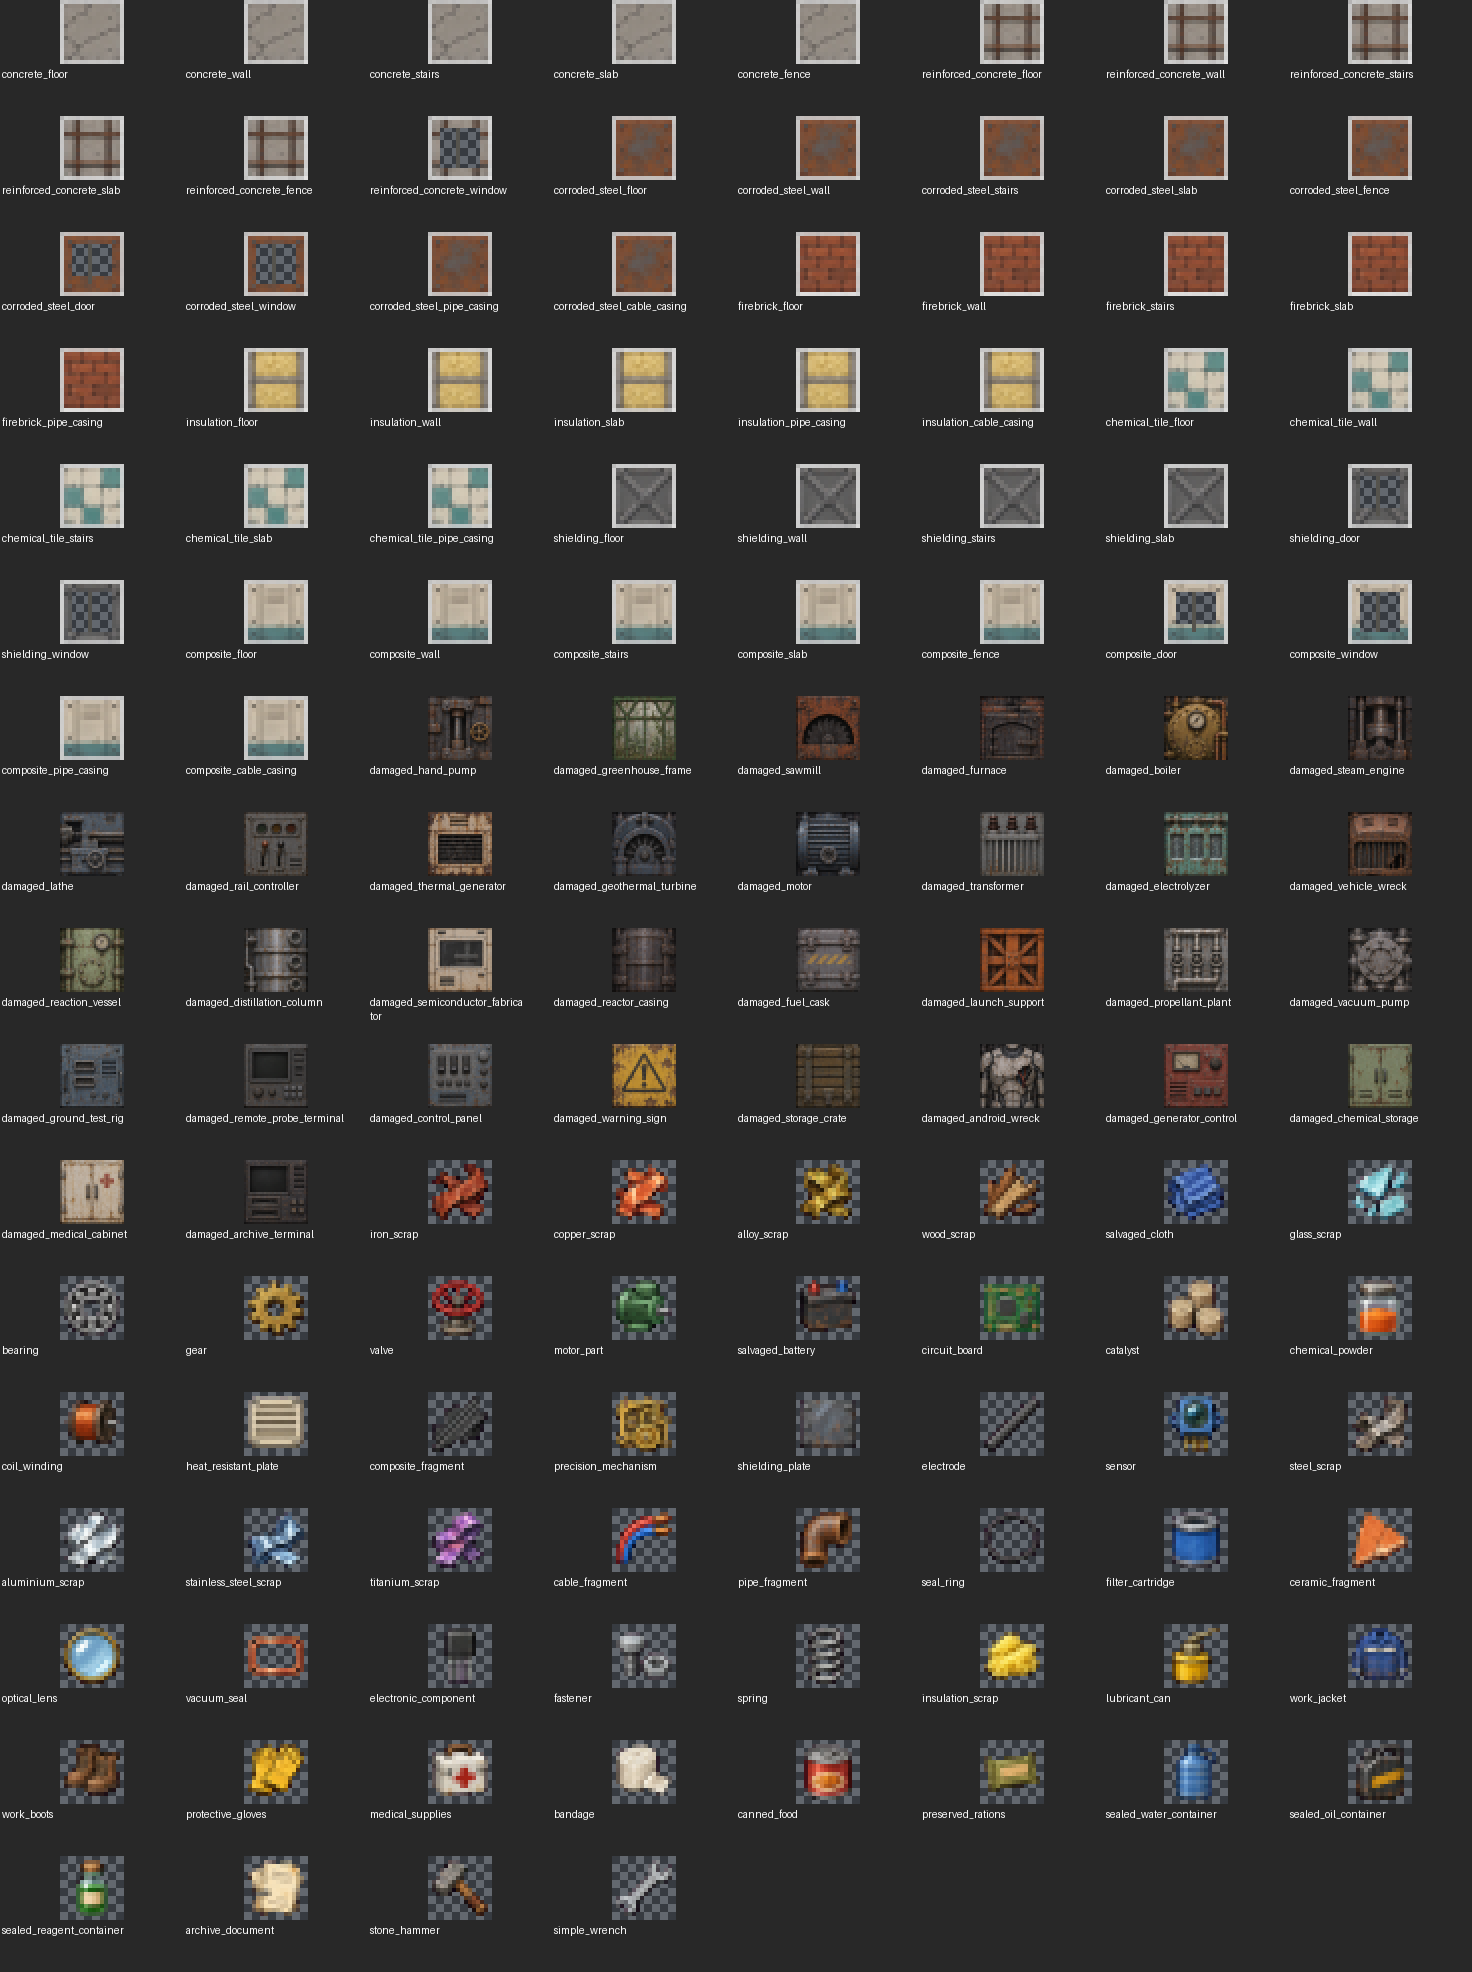 concrete_floor
concrete_wall
concrete_stairs
concrete_slab
concrete_fence
reinforced_concrete_floor
reinforced_concrete_wall
reinforced_concrete_stairs
reinforced_concrete_slab
reinforced_concrete_fence
reinforced_concrete_window
corroded_steel_floor
corroded_steel_wall
corroded_steel_stairs
corroded_steel_slab
corroded_steel_fence
corroded_steel_door
corroded_steel_window
corroded_steel_pipe_casing
corroded_steel_cable_casing
firebrick_floor
firebrick_wall
firebrick_stairs
firebrick_slab
firebrick_pipe_casing
insulation_floor
insulation_wall
insulation_slab
insulation_pipe_casing
insulation_cable_casing
chemical_tile_floor
chemical_tile_wall
chemical_tile_stairs
chemical_tile_slab
chemical_tile_pipe_casing
shielding_floor
shielding_wall
shielding_stairs
shielding_slab
shielding_door
shielding_window
composite_floor
composite_wall
composite_stairs
composite_slab
composite_fence
composite_door
composite_window
composite_pipe_casing
composite_cable_casing
damaged_hand_pump
damaged_greenhouse_frame
damaged_sawmill
damaged_furnace
damaged_boiler
damaged_steam_engine
damaged_lathe
damaged_rail_controller
damaged_thermal_generator
damaged_geothermal_turbine
damaged_motor
damaged_transformer
damaged_electrolyzer
damaged_vehicle_wreck
damaged_reaction_vessel
damaged_distillation_column
damaged_semiconductor_fabrica
tor
damaged_reactor_casing
damaged_fuel_cask
damaged_launch_support
damaged_propellant_plant
damaged_vacuum_pump
damaged_ground_test_rig
damaged_remote_probe_terminal
damaged_control_panel
damaged_warning_sign
damaged_storage_crate
damaged_android_wreck
damaged_generator_control
damaged_chemical_storage
damaged_medical_cabinet
damaged_archive_terminal
iron_scrap
copper_scrap
alloy_scrap
wood_scrap
salvaged_cloth
glass_scrap
bearing
gear
valve
motor_part
salvaged_battery
circuit_board
catalyst
chemical_powder
coil_winding
heat_resistant_plate
composite_fragment
precision_mechanism
shielding_plate
electrode
sensor
steel_scrap
aluminium_scrap
stainless_steel_scrap
titanium_scrap
cable_fragment
pipe_fragment
seal_ring
filter_cartridge
ceramic_fragment
optical_lens
vacuum_seal
electronic_component
fastener
spring
insulation_scrap
lubricant_can
work_jacket
work_boots
protective_gloves
medical_supplies
bandage
canned_food
preserved_rations
sealed_water_container
sealed_oil_container
sealed_reagent_container
archive_document
stone_hammer
simple_wrench